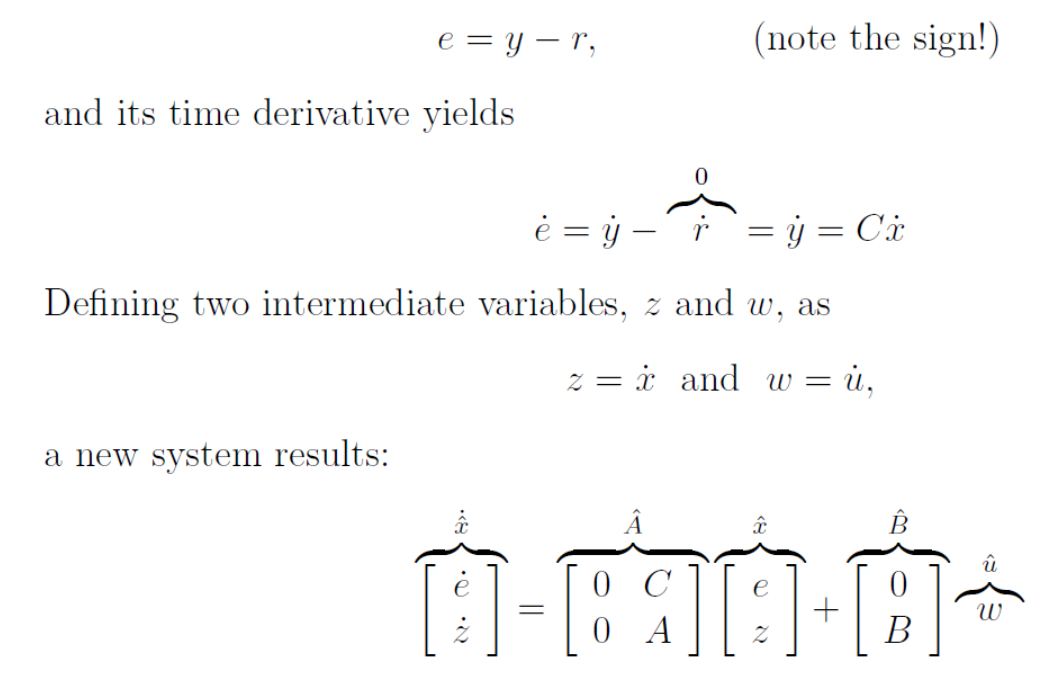 e = y − r, (note the sign!)
and its time derivative yields
$\dot{e} = \dot{y} - \overbrace{\dot{r}}^{0} = \dot{y} = C\dot{x}$
Defining two intermediate variables, z and w, as
$z = \dot{x}$ and $w = \dot{u}$,
a new system results:
$\overbrace{\begin{bmatrix} \dot{e} \\ \dot{z} \end{bmatrix}}^{\dot{\hat{x}}} = \overbrace{\begin{bmatrix} 0 & C \\ 0 & A \end{bmatrix}}^{\hat{A}} \overbrace{\begin{bmatrix} e \\ z \end{bmatrix}}^{\hat{x}} + \overbrace{\begin{bmatrix} 0 \\ B \end{bmatrix}}^{\hat{B}} \overbrace{w}^{\hat{u}}$